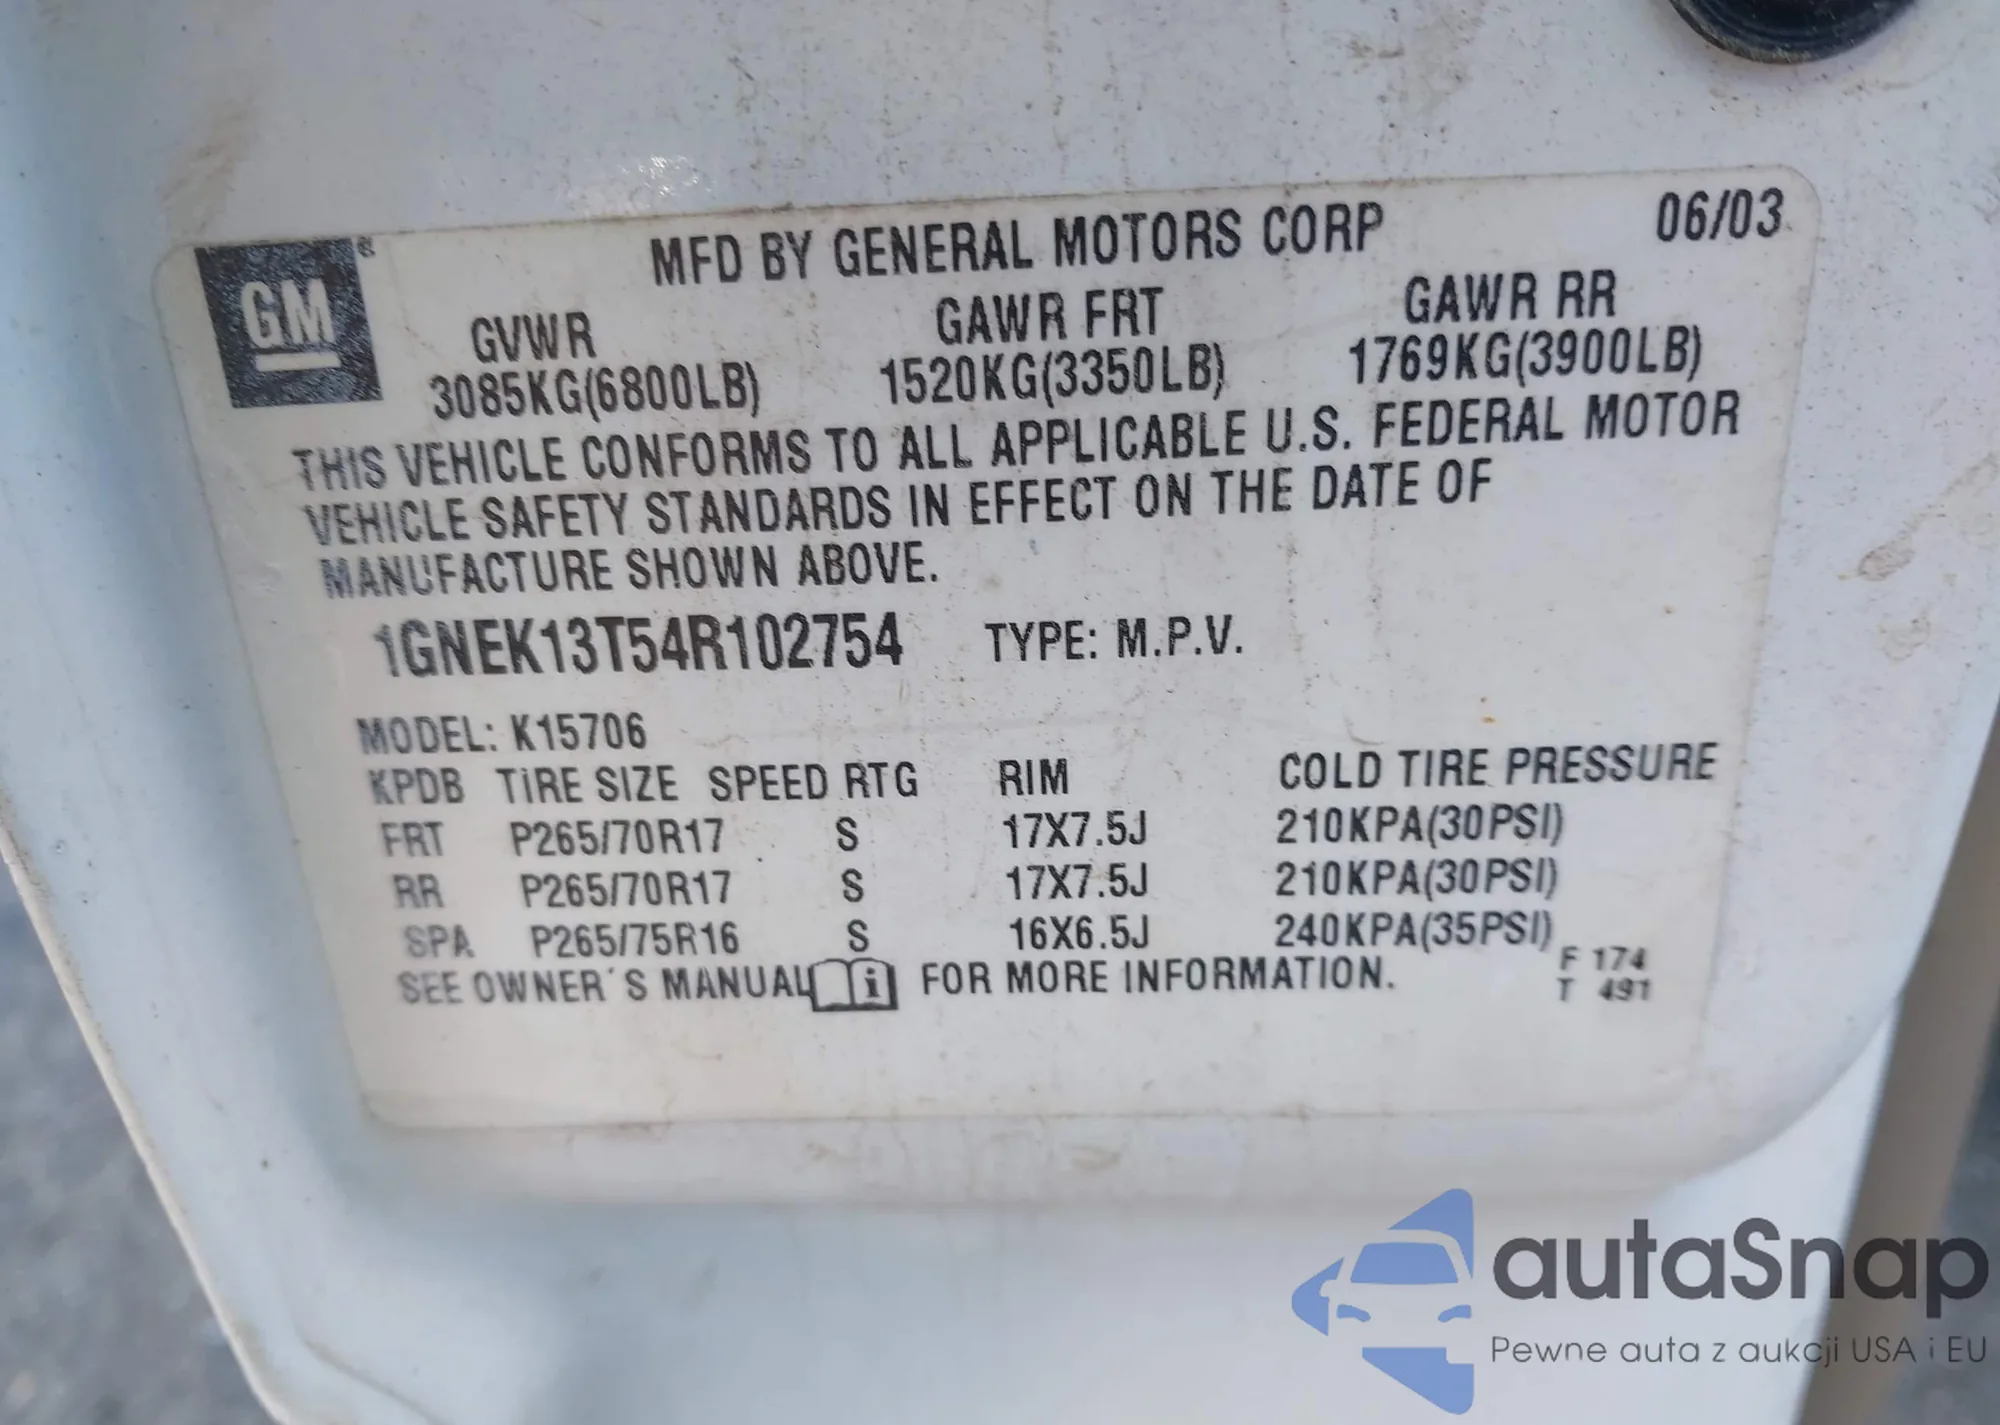 MFD BY GENERAL MOTORS CORP 06/03
GM®
GVWR GAWR FRT GAWR RR
3085KG(6800LB) 1520KG(3350LB) 1769KG(3900LB)
THIS VEHICLE CONFORMS TO ALL APPLICABLE U.S. FEDERAL MOTOR
VEHICLE SAFETY STANDARDS IN EFFECT ON THE DATE OF
MANUFACTURE SHOWN ABOVE.
1GNEK13T54R102754 TYPE: M.P.V.
MODEL: K15706
KPDB TIRE SIZE SPEED RTG RIM COLD TIRE PRESSURE
FRT P265/70R17 S 17X7.5J 210KPA(30PSI)
RR P265/70R17 S 17X7.5J 210KPA(30PSI)
SPA P265/75R16 S 16X6.5J 240KPA(35PSI)
SEE OWNER'S MANUAL i FOR MORE INFORMATION.
F 174
T 491
autaSnap
Pewne auta z aukcji USA i EU